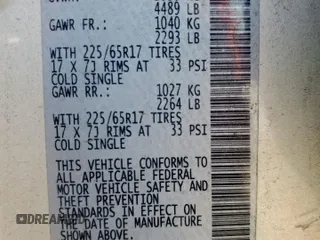 4489 LB
GAWR FR.: 1040 KG
2293 LB
WITH 225/65R17 TIRES
17 X 7J RIMS AT 33 PSI
COLD SINGLE
GAWR RR.: 1027 KG
2264 LB
WITH 225/65R17 TIRES
17 X 7J RIMS AT 33 PSI
COLD SINGLE
THIS VEHICLE CONFORMS TO
ALL APPLICABLE FEDERAL
MOTOR VEHICLE SAFETY AND
THEFT PREVENTION
STANDARDS IN EFFECT ON
THE DATE OF MANUFACTURE
SHOWN ABOVE.